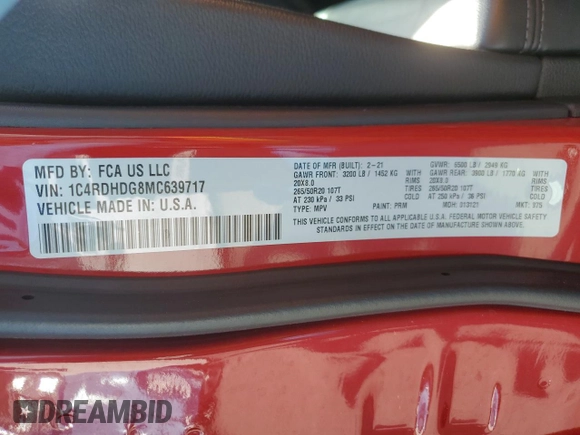 MFD BY: FCA US LLC
VIN: 1C4RDHDG8MC639717
VEHICLE MADE IN: U.S.A.
DATE OF MFR (BUILT): 2-21 GVWR: 6500 LB / 2948 KG
GAWR FRONT: 3200 LB / 1452 KG GAWR REAR: 3900 LB / 1770 KG
20X8.0 RIMS 20X8.0
265/50R20 107T TIRES 265/50R20 107T
AT 230 kPa / 33 PSI COLD AT 250 kPa / 36 PSI
TYPE: MPV PAINT: PRM MDH: 013121 MKT: 975
THIS VEHICLE CONFORMS TO ALL APPLICABLE U.S.A. FEDERAL MOTOR VEHICLE SAFETY
STANDARDS IN EFFECT ON THE DATE OF MANUFACTURE SHOWN ABOVE.
DREAMBID